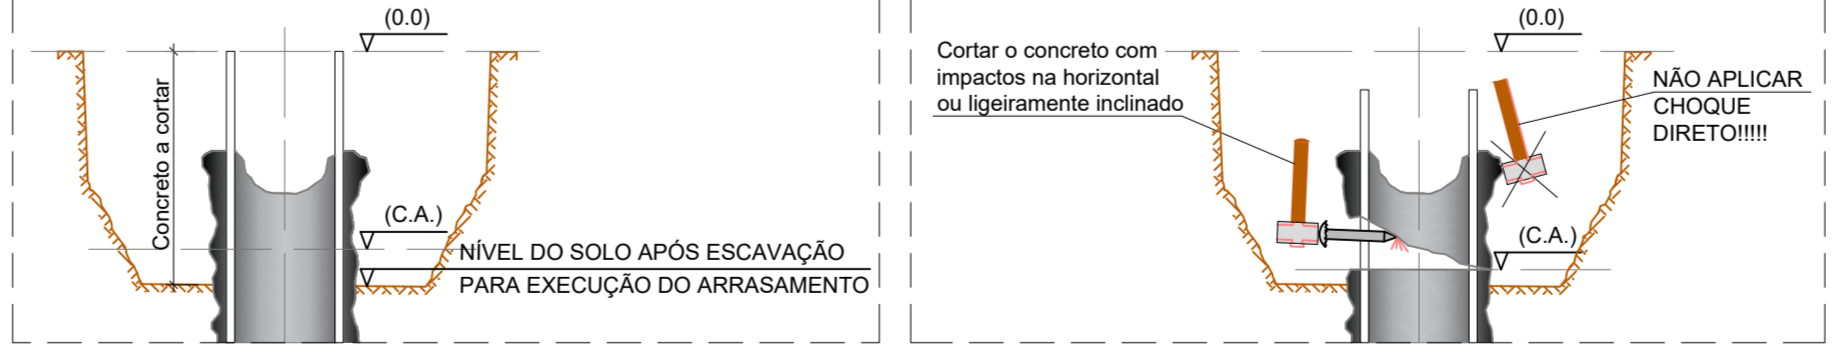 (0.0)
Concreto a cortar
(C.A.)
NÍVEL DO SOLO APÓS ESCAVAÇÃO
PARA EXECUÇÃO DO ARRASAMENTO
(0.0)
Cortar o concreto com
impactos na horizontal
ou ligeiramente inclinado
NÃO APLICAR
CHOQUE
DIRETO!!!!!
(C.A.)